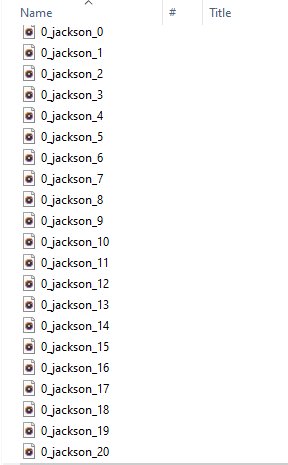 Name # Title
0_jackson_0
0_jackson_1
0_jackson_2
0_jackson_3
0_jackson_4
0_jackson_5
0_jackson_6
0_jackson_7
0_jackson_8
0_jackson_9
0_jackson_10
0_jackson_11
0_jackson_12
0_jackson_13
0_jackson_14
0_jackson_15
0_jackson_16
0_jackson_17
0_jackson_18
0_jackson_19
0_jackson_20